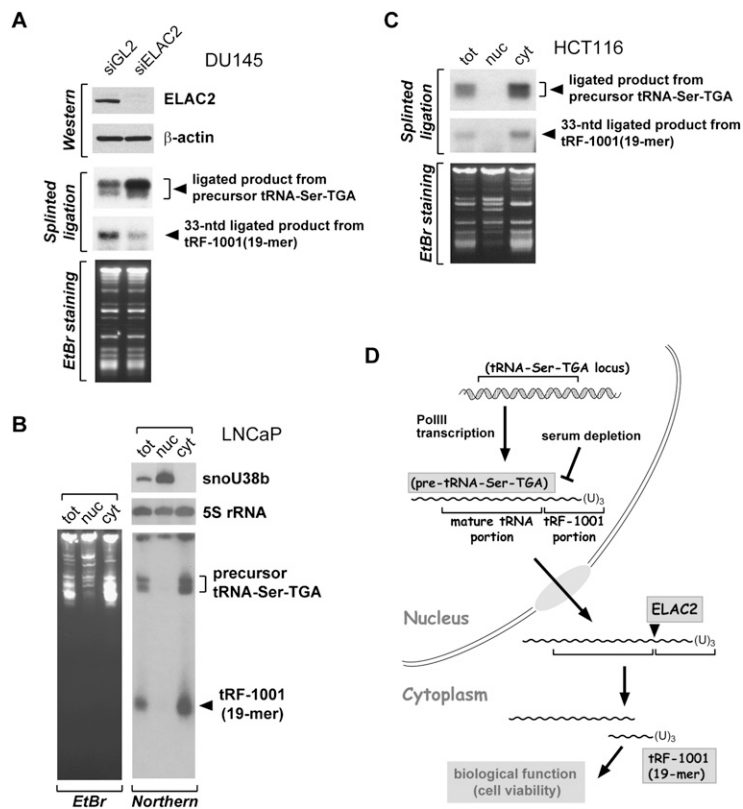 A
siGL2
siELAC2
DU145
Western
ELAC2
β-actin
Splinted
ligation
ligated product from
precursor tRNA-Ser-TGA
33-ntd ligated product from
tRF-1001(19-mer)
EtBr staining
B
LNCaP
tot
nuc
cyt
snoU38b
5S rRNA
tot
nuc
cyt
precursor
tRNA-Ser-TGA
tRF-1001
(19-mer)
EtBr
Northern
C
HCT116
tot
nuc
cyt
Splinted
ligation
ligated product from
precursor tRNA-Ser-TGA
33-ntd ligated product from
tRF-1001(19-mer)
EtBr staining
D
(tRNA-Ser-TGA locus)
PolIII
transcription
serum depletion
(pre-tRNA-Ser-TGA)
(U)3
mature tRNA
portion
tRF-1001
portion
Nucleus
ELAC2
(U)3
Cytoplasm
(U)3
tRF-1001
(19-mer)
biological function
(cell viability)